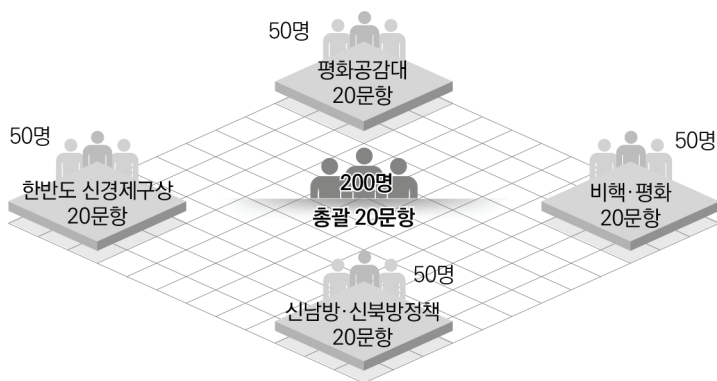 50명
평화공감대
20문항
50명
한반도 신경제구상
20문항
200명
총괄 20문항
50명
비핵·평화
20문항
50명
신남방·신북방정책
20문항